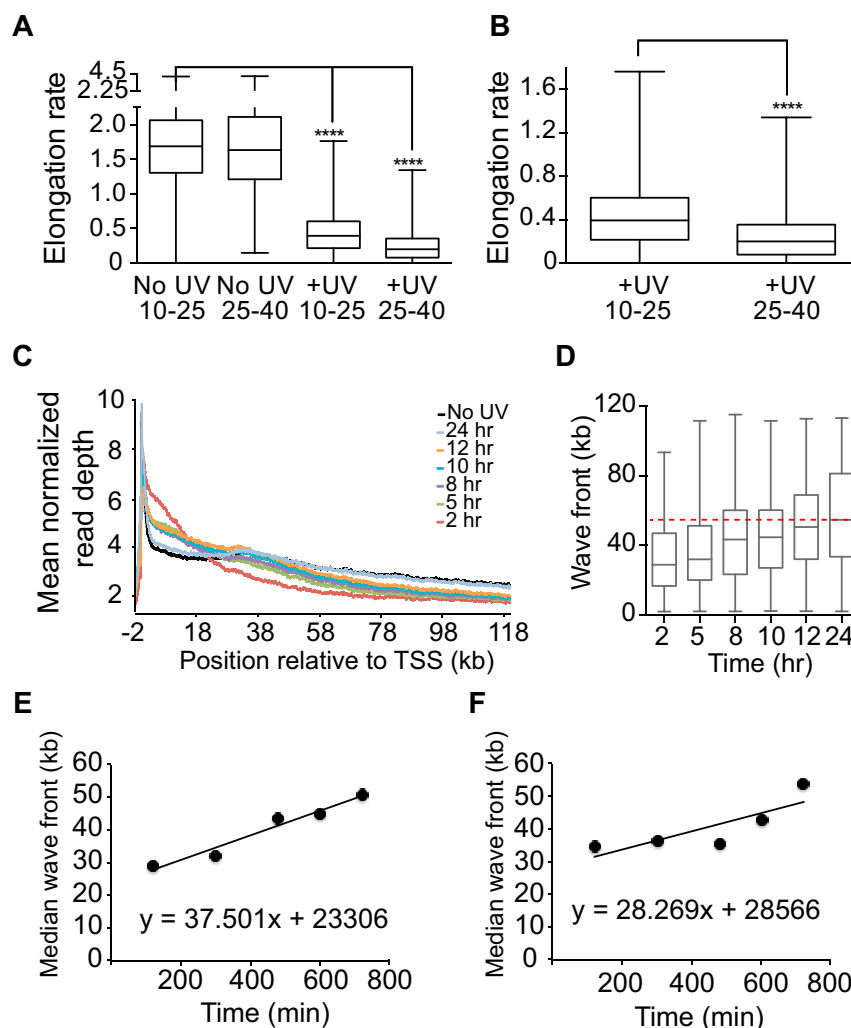 A
Elongation rate
4.5
2.25
2.0
1.5
1.0
0.5
0
****
****
No UV
10-25
No UV
25-40
+UV
10-25
+UV
25-40
B
Elongation rate
1.6
1.2
0.8
0.4
0
****
+UV
10-25
+UV
25-40
C
Mean normalized
read depth
10
8
6
4
2
No UV
24 hr
12 hr
10 hr
8 hr
5 hr
2 hr
-2 18 38 58 78 98 118
Position relative to TSS (kb)
D
Wave front (kb)
120
80
40
0
2 5 8 10 12 24
Time (hr)
E
Median wave front (kb)
60
50
40
30
20
10
0
y = 37.501x + 23306
200 400 600 800
Time (min)
F
Median wave front (kb)
60
50
40
30
20
10
0
y = 28.269x + 28566
200 400 600 800
Time (min)